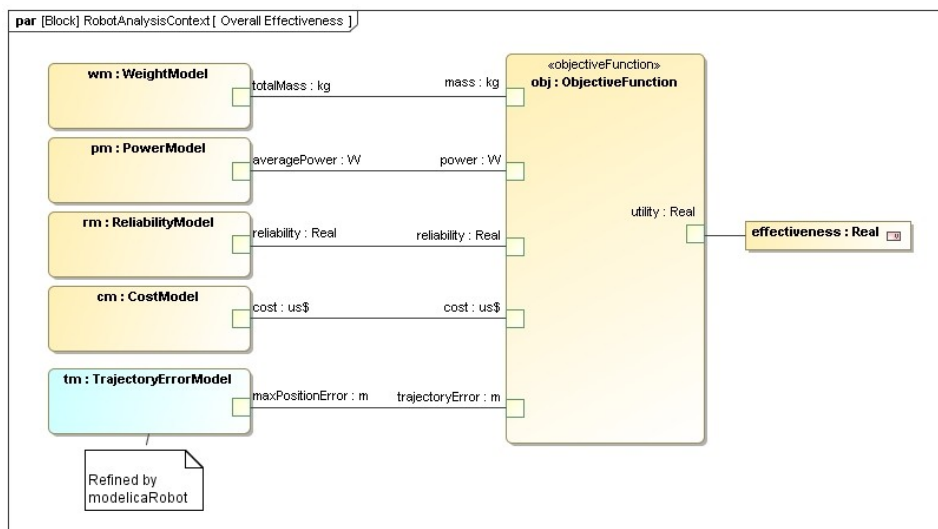 par [Block] RobotAnalysisContext [ Overall Effectiveness ]
wm : WeightModel
totalMass : kg
mass : kg
«objectiveFunction»
obj : ObjectiveFunction
pm : PowerModel
averagePower : W
power : W
rm : ReliabilityModel
reliability : Real
reliability : Real
utility : Real
effectiveness : Real
cm : CostModel
cost : us$
cost : us$
tm : TrajectoryErrorModel
maxPositionError : m
trajectoryError : m
Refined by
modelicaRobot